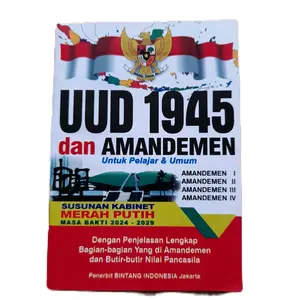 UUD 1945
dan AMANDEMEN
Untuk Pelajar & Umum
AMANDEMEN I
AMANDEMEN II
AMANDEMEN III
AMANDEMEN IV
SUSUNAN KABINET
MERAH PUTIH
MASA BAKTI 2024 - 2029
Dengan Penjelasan Lengkap
Bagian-bagian Yang di Amandemen
dan Butir-butir Nilai Pancasila
Penerbit BINTANG INDONESIA Jakarta